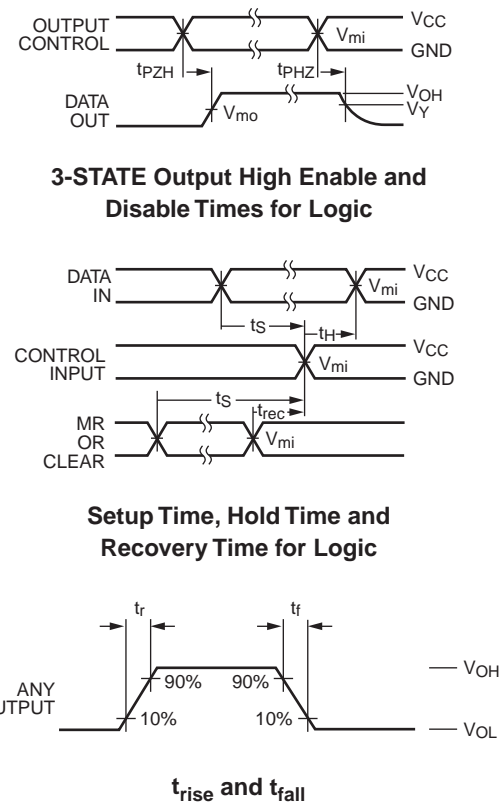 OUTPUT
CONTROL
VCC
Vmi
GND
tPZH
tPHZ
DATA
OUT
Vmo
VOH
VY
3-STATE Output High Enable and
Disable Times for Logic
DATA
IN
VCC
Vmi
GND
tS
tH
CONTROL
INPUT
VCC
Vmi
GND
tS
trec
MR
OR
CLEAR
Vmi
Setup Time, Hold Time and
Recovery Time for Logic
tr
tf
ANY
UTPUT
90%
90%
10%
10%
VOH
VOL
trise and tfall